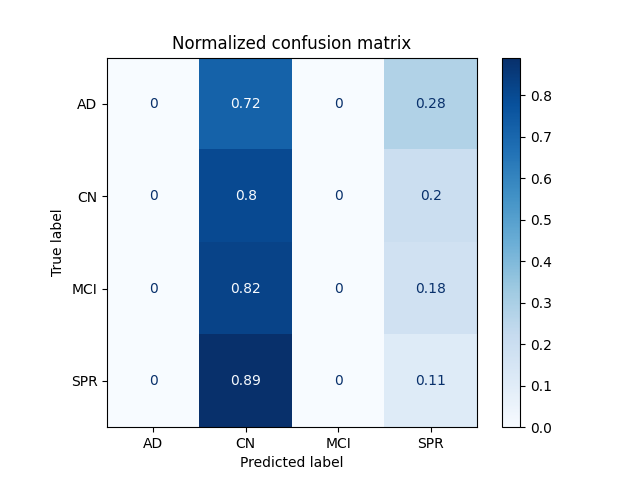 Normalized confusion matrix
AD 0 0.72 0 0.28
CN 0 0.8 0 0.2
MCI 0 0.82 0 0.18
SPR 0 0.89 0 0.11
AD CN MCI SPR
Predicted label
True label
0.8
0.7
0.6
0.5
0.4
0.3
0.2
0.1
0.0